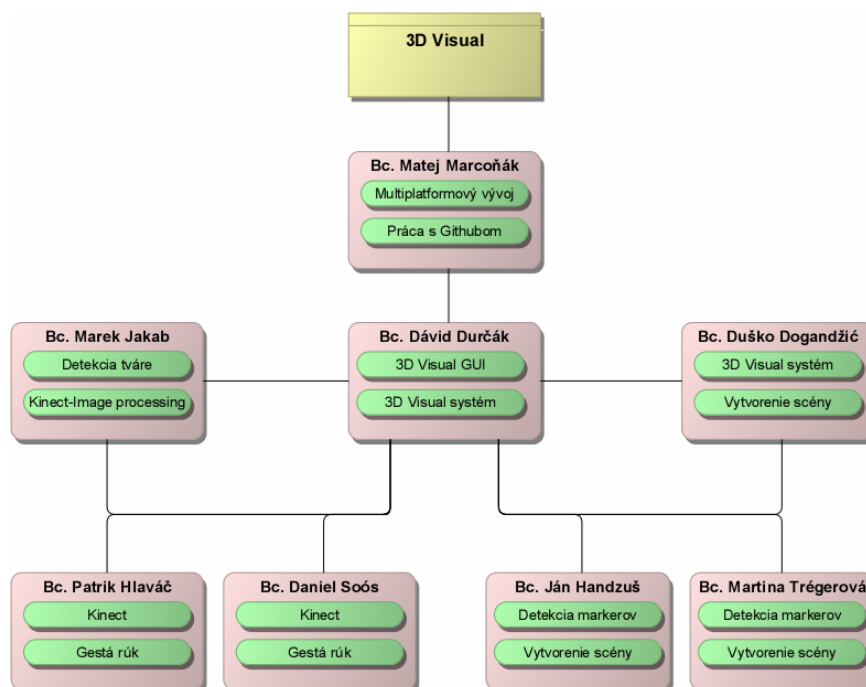 3D Visual
Bc. Matej Marcoňák
Multiplatformový vývoj
Práca s Githubom
Bc. Marek Jakab
Detekcia tváre
Kinect-Image processing
Bc. Dávid Durčák
3D Visual GUI
3D Visual systém
Bc. Duško Dogandžić
3D Visual systém
Vytvorenie scény
Bc. Patrik Hlaváč
Kinect
Gestá rúk
Bc. Daniel Soós
Kinect
Gestá rúk
Bc. Ján Handzuš
Detekcia markerov
Vytvorenie scény
Bc. Martina Trégerová
Detekcia markerov
Vytvorenie scény